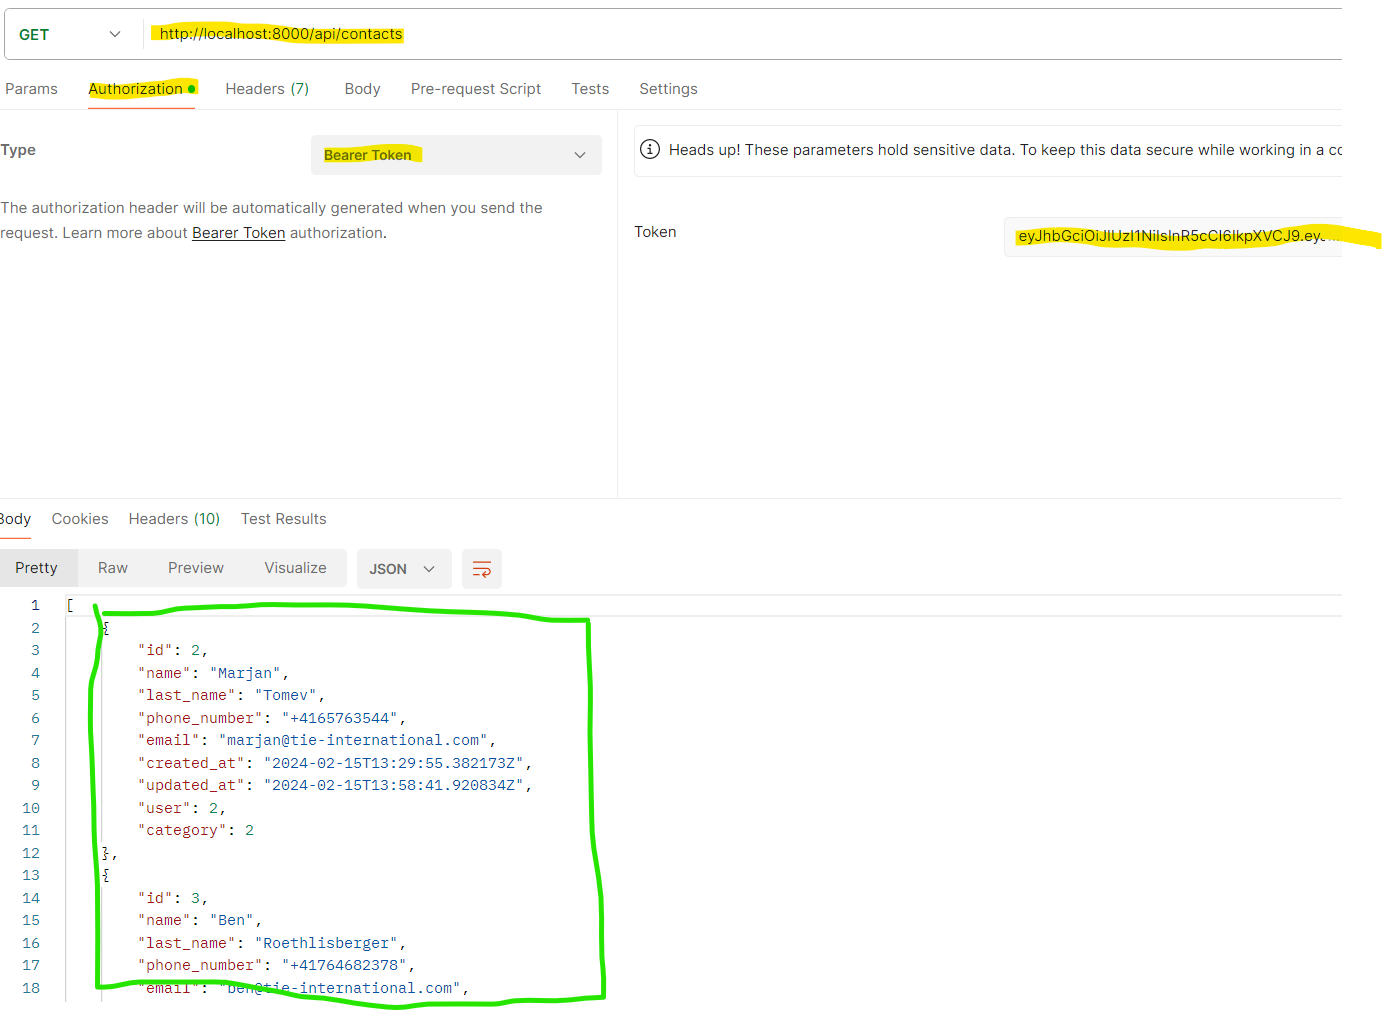 GET http://localhost:8000/api/contacts
Params Authorization Headers (7) Body Pre-request Script Tests Settings
Type Bearer Token
Heads up! These parameters hold sensitive data. To keep this data secure while working in a co
The authorization header will be automatically generated when you send the
request. Learn more about Bearer Token authorization.
Token eyJhbGciOiJIUzI1NiIsInR5cCI6IkpXVCJ9.eyJ...
Body Cookies Headers (10) Test Results
Pretty Raw Preview Visualize JSON
1 [
2 {
3 "id": 2,
4 "name": "Marjan",
5 "last_name": "Tomev",
6 "phone_number": "+4165763544",
7 "email": "marjan@tie-international.com",
8 "created_at": "2024-02-15T13:29:55.382173Z",
9 "updated_at": "2024-02-15T13:58:41.920834Z",
10 "user": 2,
11 "category": 2
12 },
13 {
14 "id": 3,
15 "name": "Ben",
16 "last_name": "Roethlisberger",
17 "phone_number": "+41764682378",
18 "email": "ben@tie-international.com",